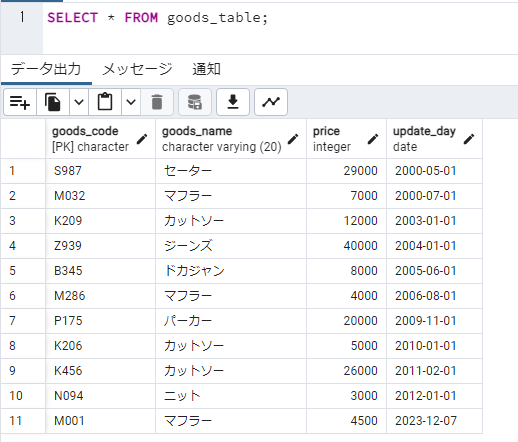 1 SELECT * FROM goods_table;
データ出力 メッセージ 通知
goods_code goods_name price update_day
[PK] character character varying (20) integer date
1 S987 セーター 29000 2000-05-01
2 M032 マフラー 7000 2000-07-01
3 K209 カットソー 12000 2003-01-01
4 Z939 ジーンズ 40000 2004-01-01
5 B345 ドカジャン 8000 2005-06-01
6 M286 マフラー 4000 2006-08-01
7 P175 パーカー 20000 2009-11-01
8 K206 カットソー 5000 2010-01-01
9 K456 カットソー 26000 2011-02-01
10 N094 ニット 3000 2012-01-01
11 M001 マフラー 4500 2023-12-07